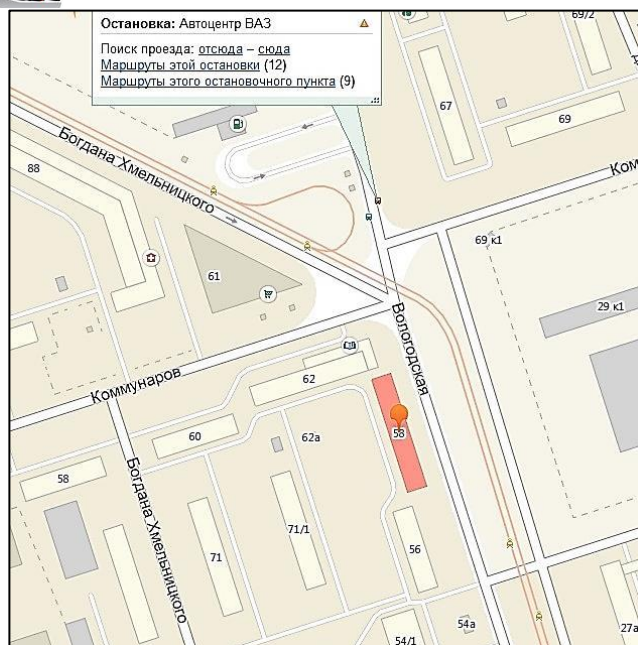 Остановка: Автоцентр ВАЗ
Поиск проезда: отсюда – сюда
Маршруты этой остановки (12)
Маршруты этого остановочного пункта (9)
69/2
67
69
Богдана Хмельницкого
88
Ком
69 к1
61
29 к1
Вологодская
Коммунаров
62
58
60
62а
58
Богдана Хмельницкого
71/1
71
56
54а
54/1
27а